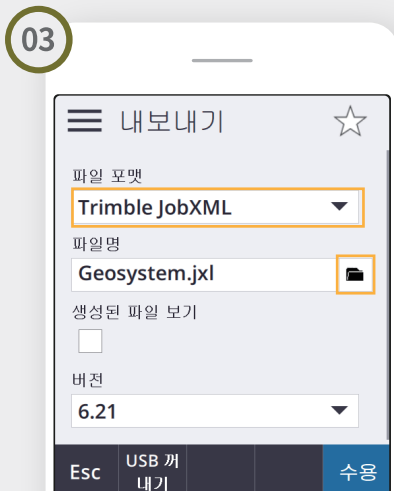 03
내보내기
파일 포맷
Trimble JobXML
파일명
Geosystem.jxl
생성된 파일 보기
버전
6.21
Esc
USB 꺼
내기
수용